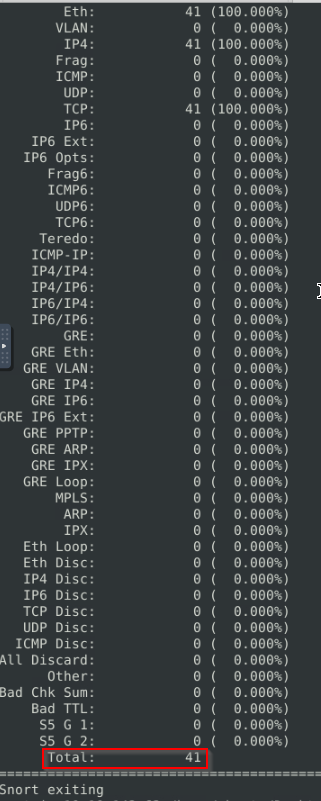 Eth: 41 (100.000%)
VLAN: 0 ( 0.000%)
IP4: 41 (100.000%)
Frag: 0 ( 0.000%)
ICMP: 0 ( 0.000%)
UDP: 0 ( 0.000%)
TCP: 41 (100.000%)
IP6: 0 ( 0.000%)
IP6 Ext: 0 ( 0.000%)
IP6 Opts: 0 ( 0.000%)
Frag6: 0 ( 0.000%)
ICMP6: 0 ( 0.000%)
UDP6: 0 ( 0.000%)
TCP6: 0 ( 0.000%)
Teredo: 0 ( 0.000%)
ICMP-IP: 0 ( 0.000%)
IP4/IP4: 0 ( 0.000%)
IP4/IP6: 0 ( 0.000%)
IP6/IP4: 0 ( 0.000%)
IP6/IP6: 0 ( 0.000%)
GRE: 0 ( 0.000%)
GRE Eth: 0 ( 0.000%)
GRE VLAN: 0 ( 0.000%)
GRE IP4: 0 ( 0.000%)
GRE IP6: 0 ( 0.000%)
GRE IP6 Ext: 0 ( 0.000%)
GRE PPTP: 0 ( 0.000%)
GRE ARP: 0 ( 0.000%)
GRE IPX: 0 ( 0.000%)
GRE Loop: 0 ( 0.000%)
MPLS: 0 ( 0.000%)
ARP: 0 ( 0.000%)
IPX: 0 ( 0.000%)
Eth Loop: 0 ( 0.000%)
Eth Disc: 0 ( 0.000%)
IP4 Disc: 0 ( 0.000%)
IP6 Disc: 0 ( 0.000%)
TCP Disc: 0 ( 0.000%)
UDP Disc: 0 ( 0.000%)
ICMP Disc: 0 ( 0.000%)
All Discard: 0 ( 0.000%)
Other: 0 ( 0.000%)
Bad Chk Sum: 0 ( 0.000%)
Bad TTL: 0 ( 0.000%)
S5 G 1: 0 ( 0.000%)
S5 G 2: 0 ( 0.000%)
Total: 41
========================================
Snort exiting